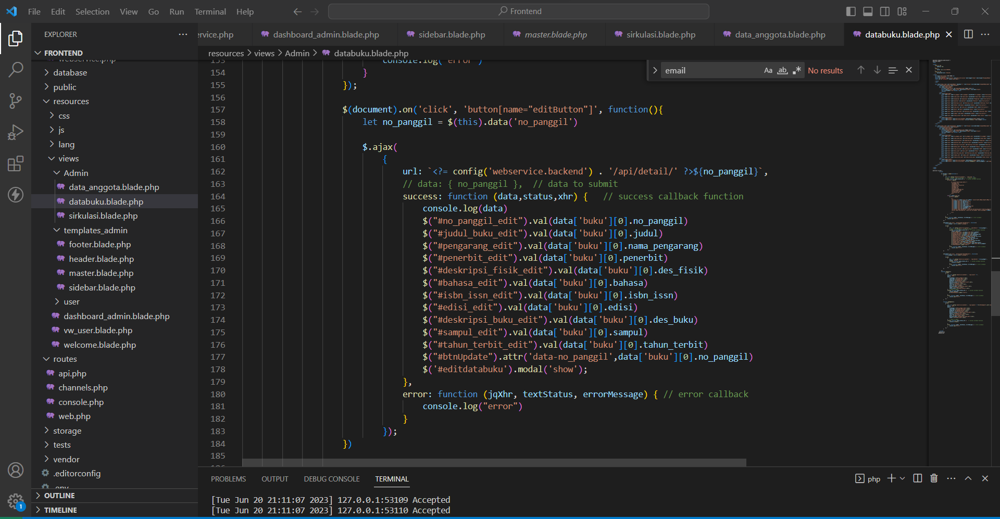 File Edit Selection View Go Run Terminal Help
Frontend
EXPLORER
rvice.php
dashboard_admin.blade.php
sidebar.blade.php
master.blade.php
sirkulasi.blade.php
data_anggota.blade.php
databuku.blade.php
FRONTEND
webservice.php
database
public
resources
css
js
lang
views
Admin
data_anggota.blade.php
databuku.blade.php
sirkulasi.blade.php
templates_admin
footer.blade.php
header.blade.php
master.blade.php
sidebar.blade.php
user
dashboard_admin.blade.php
vw_user.blade.php
welcome.blade.php
routes
api.php
channels.php
console.php
web.php
storage
tests
vendor
.editorconfig
.env
OUTLINE
TIMELINE
1
resources > views > Admin > databuku.blade.php
email Aa ab No results
153 console.log("error")
154 }
155 });
156
157 $(document).on('click', 'button[name="editButton"]', function(){
158 let no_panggil = $(this).data('no_panggil')
159
160 $.ajax(
161 {
162 url: `<?= config('webservice.backend') . '/api/detail/' ?>${no_panggil}`,
163 // data: { no_panggil }, // data to submit
164 success: function (data,status,xhr) { // success callback function
165 console.log(data)
166 $("#no_panggil_edit").val(data['buku'][0].no_panggil)
167 $("#judul_buku_edit").val(data['buku'][0].judul)
168 $("#pengarang_edit").val(data['buku'][0].nama_pengarang)
169 $("#penerbit_edit").val(data['buku'][0].penerbit)
170 $("#deskripsi_fisik_edit").val(data['buku'][0].des_fisik)
171 $("#bahasa_edit").val(data['buku'][0].bahasa)
172 $("#isbn_issn_edit").val(data['buku'][0].isbn_issn)
173 $("#edisi_edit").val(data['buku'][0].edisi)
174 $("#deskripsi_buku_edit").val(data['buku'][0].des_buku)
175 $("#sampul_edit").val(data['buku'][0].sampul)
176 $("#tahun_terbit_edit").val(data['buku'][0].tahun_terbit)
177 $("#btnUpdate").attr('data-no_panggil',data['buku'][0].no_panggil)
178 $('#editdatabuku').modal('show');
179 },
180 error: function (jqXhr, textStatus, errorMessage) { // error callback
181 console.log("error")
182 }
183 });
184 })
185
PROBLEMS OUTPUT DEBUG CONSOLE TERMINAL
php
[Tue Jun 20 21:11:07 2023] 127.0.0.1:53109 Accepted
[Tue Jun 20 21:11:07 2023] 127.0.0.1:53110 Accepted